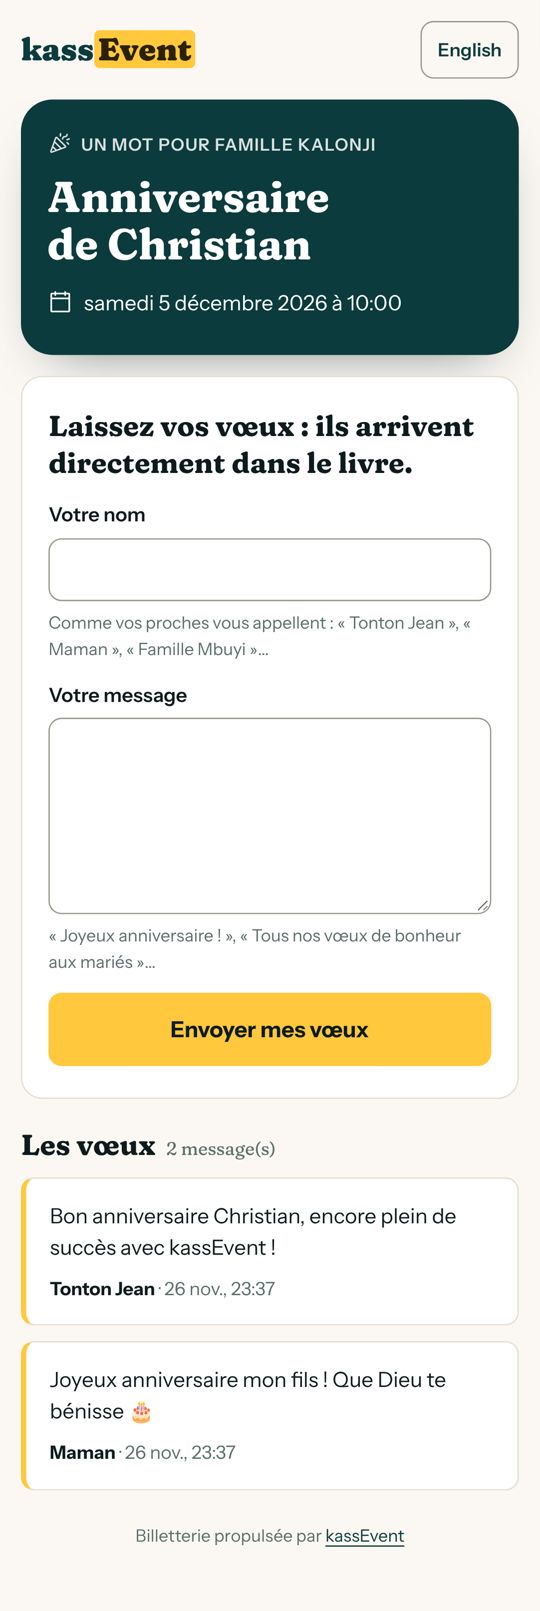 kassEvent
English
UN MOT POUR FAMILLE KALONJI
Anniversaire
de Christian
samedi 5 décembre 2026 à 10:00
Laissez vos vœux : ils arrivent
directement dans le livre.
Votre nom
Comme vos proches vous appellent : « Tonton Jean », «
Maman », « Famille Mbuyi »…
Votre message
« Joyeux anniversaire ! », « Tous nos vœux de bonheur
aux mariés »…
Envoyer mes vœux
Les vœux 2 message(s)
Bon anniversaire Christian, encore plein de
succès avec kassEvent !
Tonton Jean · 26 nov., 23:37
Joyeux anniversaire mon fils ! Que Dieu te
bénisse 🎂
Maman · 26 nov., 23:37
Billetterie propulsée par kassEvent